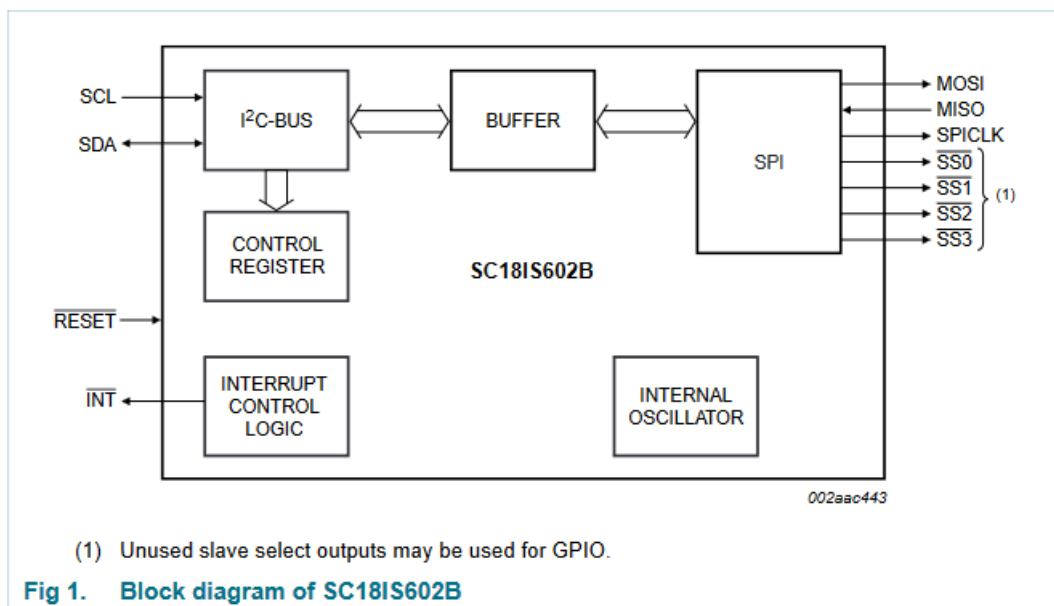 SCL
SDA
I²C-BUS
BUFFER
SPI
MOSI
MISO
SPICLK
SS0
SS1
SS2
SS3
(1)
CONTROL
REGISTER
SC18IS602B
RESET
INT
INTERRUPT
CONTROL
LOGIC
INTERNAL
OSCILLATOR
002aac443
(1) Unused slave select outputs may be used for GPIO.
Fig 1. Block diagram of SC18IS602B